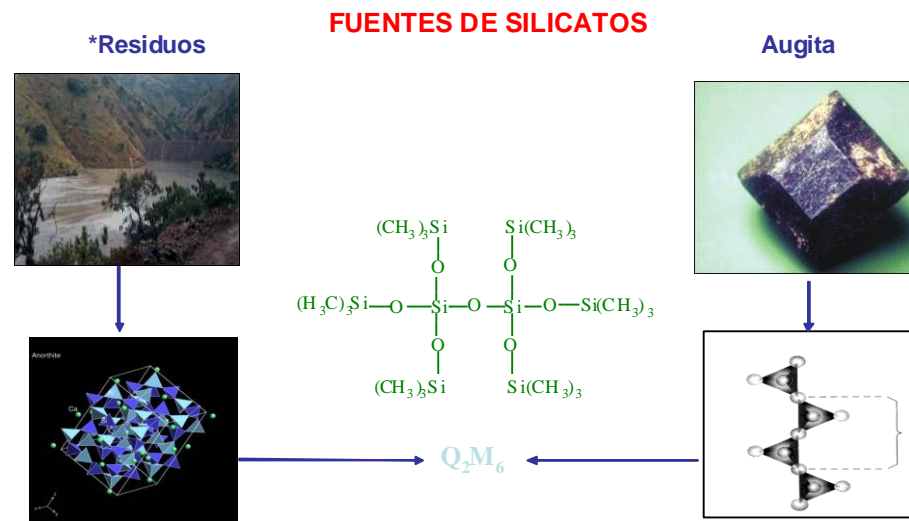 FUENTES DE SILICATOS
*Residuos
Augita
(CH₃)₃Si Si(CH₃)₃
O O
(H₃C)₃Si—O—Si—O—Si—O—Si(CH₃)₃
O O
(CH₃)₃Si Si(CH₃)₃
Anorthite
Ca
Q₂M₆